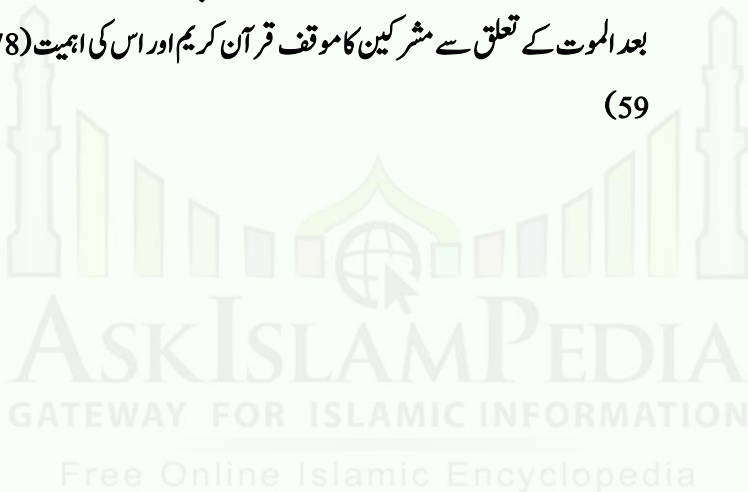 بعد الموت کے تعلق سے مشرکین کا موقف قرآن کریم اور اس کی اہمیت (78
59)
ASKISLAMPEDIA
GATEWAY FOR ISLAMIC INFORMATION
Free Online Islamic Encyclopedia